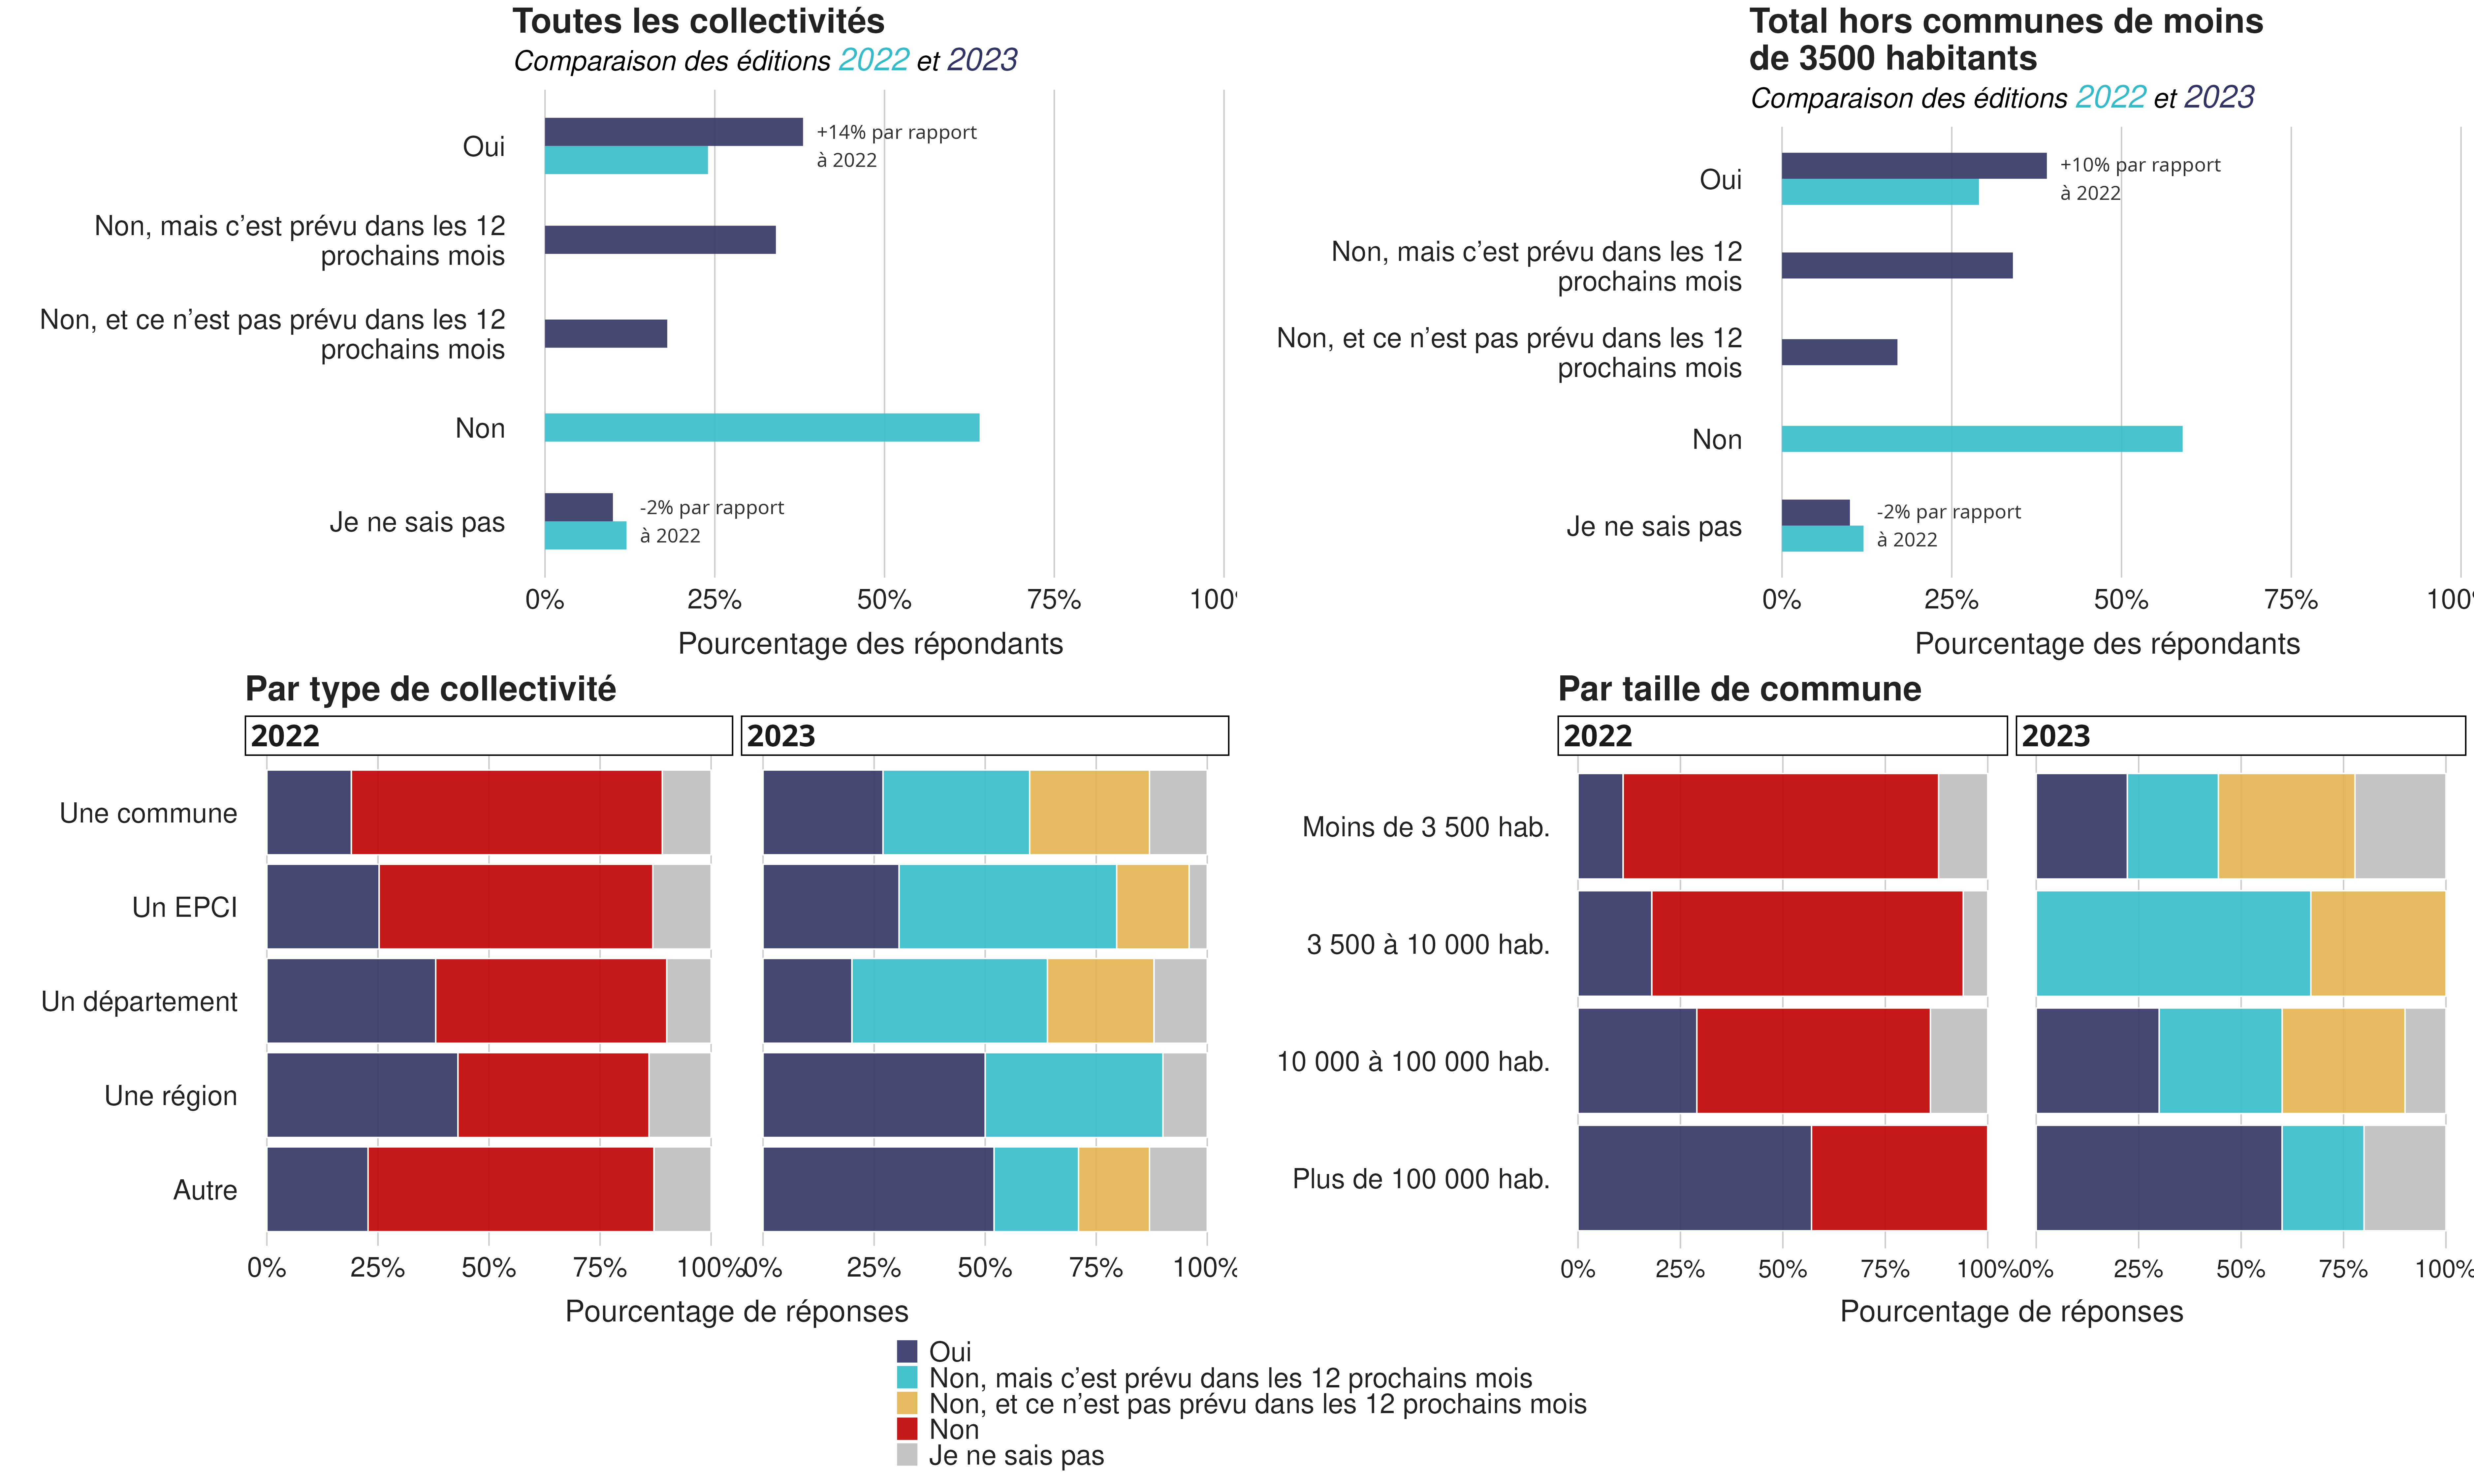 Toutes les collectivités
Comparaison des éditions 2022 et 2023
Oui
+14% par rapport
à 2022
Non, mais c’est prévu dans les 12
prochains mois
Non, et ce n’est pas prévu dans les 12
prochains mois
Non
Je ne sais pas
-2% par rapport
à 2022
0% 25% 50% 75% 100%
Pourcentage des répondants
Total hors communes de moins
de 3500 habitants
Comparaison des éditions 2022 et 2023
Oui
+10% par rapport
à 2022
Non, mais c’est prévu dans les 12
prochains mois
Non, et ce n’est pas prévu dans les 12
prochains mois
Non
Je ne sais pas
-2% par rapport
à 2022
0% 25% 50% 75% 100%
Pourcentage des répondants
Par type de collectivité
2022 2023
Une commune
Un EPCI
Un département
Une région
Autre
0% 25% 50% 75% 100% 0% 25% 50% 75% 100%
Pourcentage de réponses
Par taille de commune
2022 2023
Moins de 3 500 hab.
3 500 à 10 000 hab.
10 000 à 100 000 hab.
Plus de 100 000 hab.
0% 25% 50% 75% 100% 0% 25% 50% 75% 100%
Pourcentage de réponses
Oui
Non, mais c’est prévu dans les 12 prochains mois
Non, et ce n’est pas prévu dans les 12 prochains mois
Non
Je ne sais pas